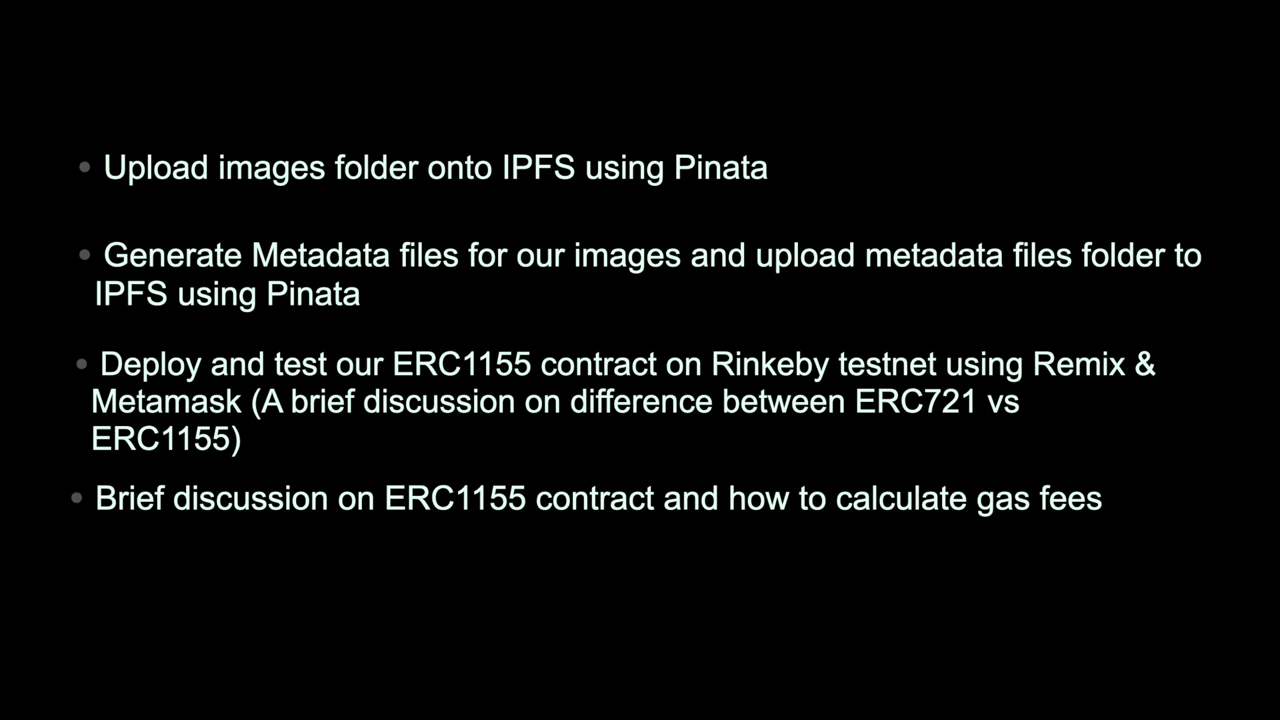 • Upload images folder onto IPFS using Pinata
• Generate Metadata files for our images and upload metadata files folder to
IPFS using Pinata
• Deploy and test our ERC1155 contract on Rinkeby testnet using Remix &
Metamask (A brief discussion on difference between ERC721 vs
ERC1155)
• Brief discussion on ERC1155 contract and how to calculate gas fees